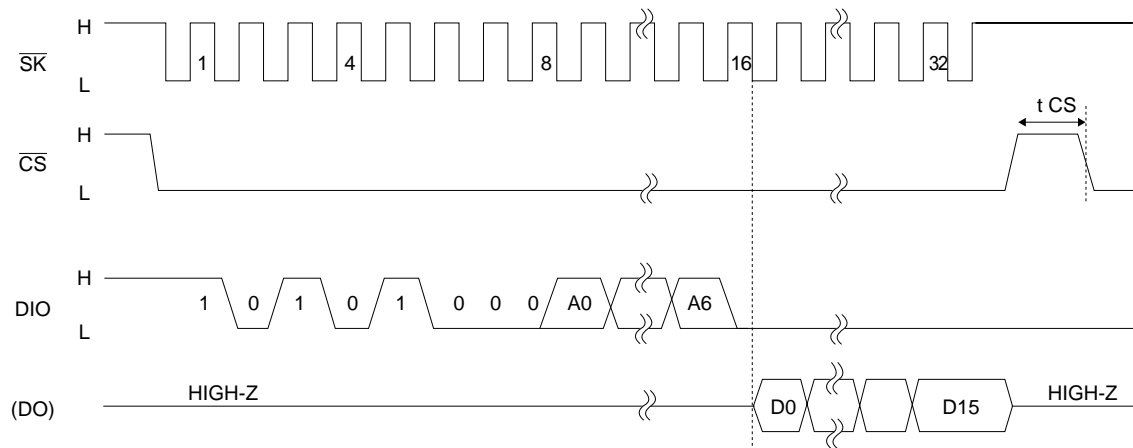 H
SK
L
1 4 8 16 32
t CS
H
CS
L
H
DIO
L
1 0 1 0 1 0 0 0 A0 A6
(DO)
HIGH-Z
D0 D15
HIGH-Z